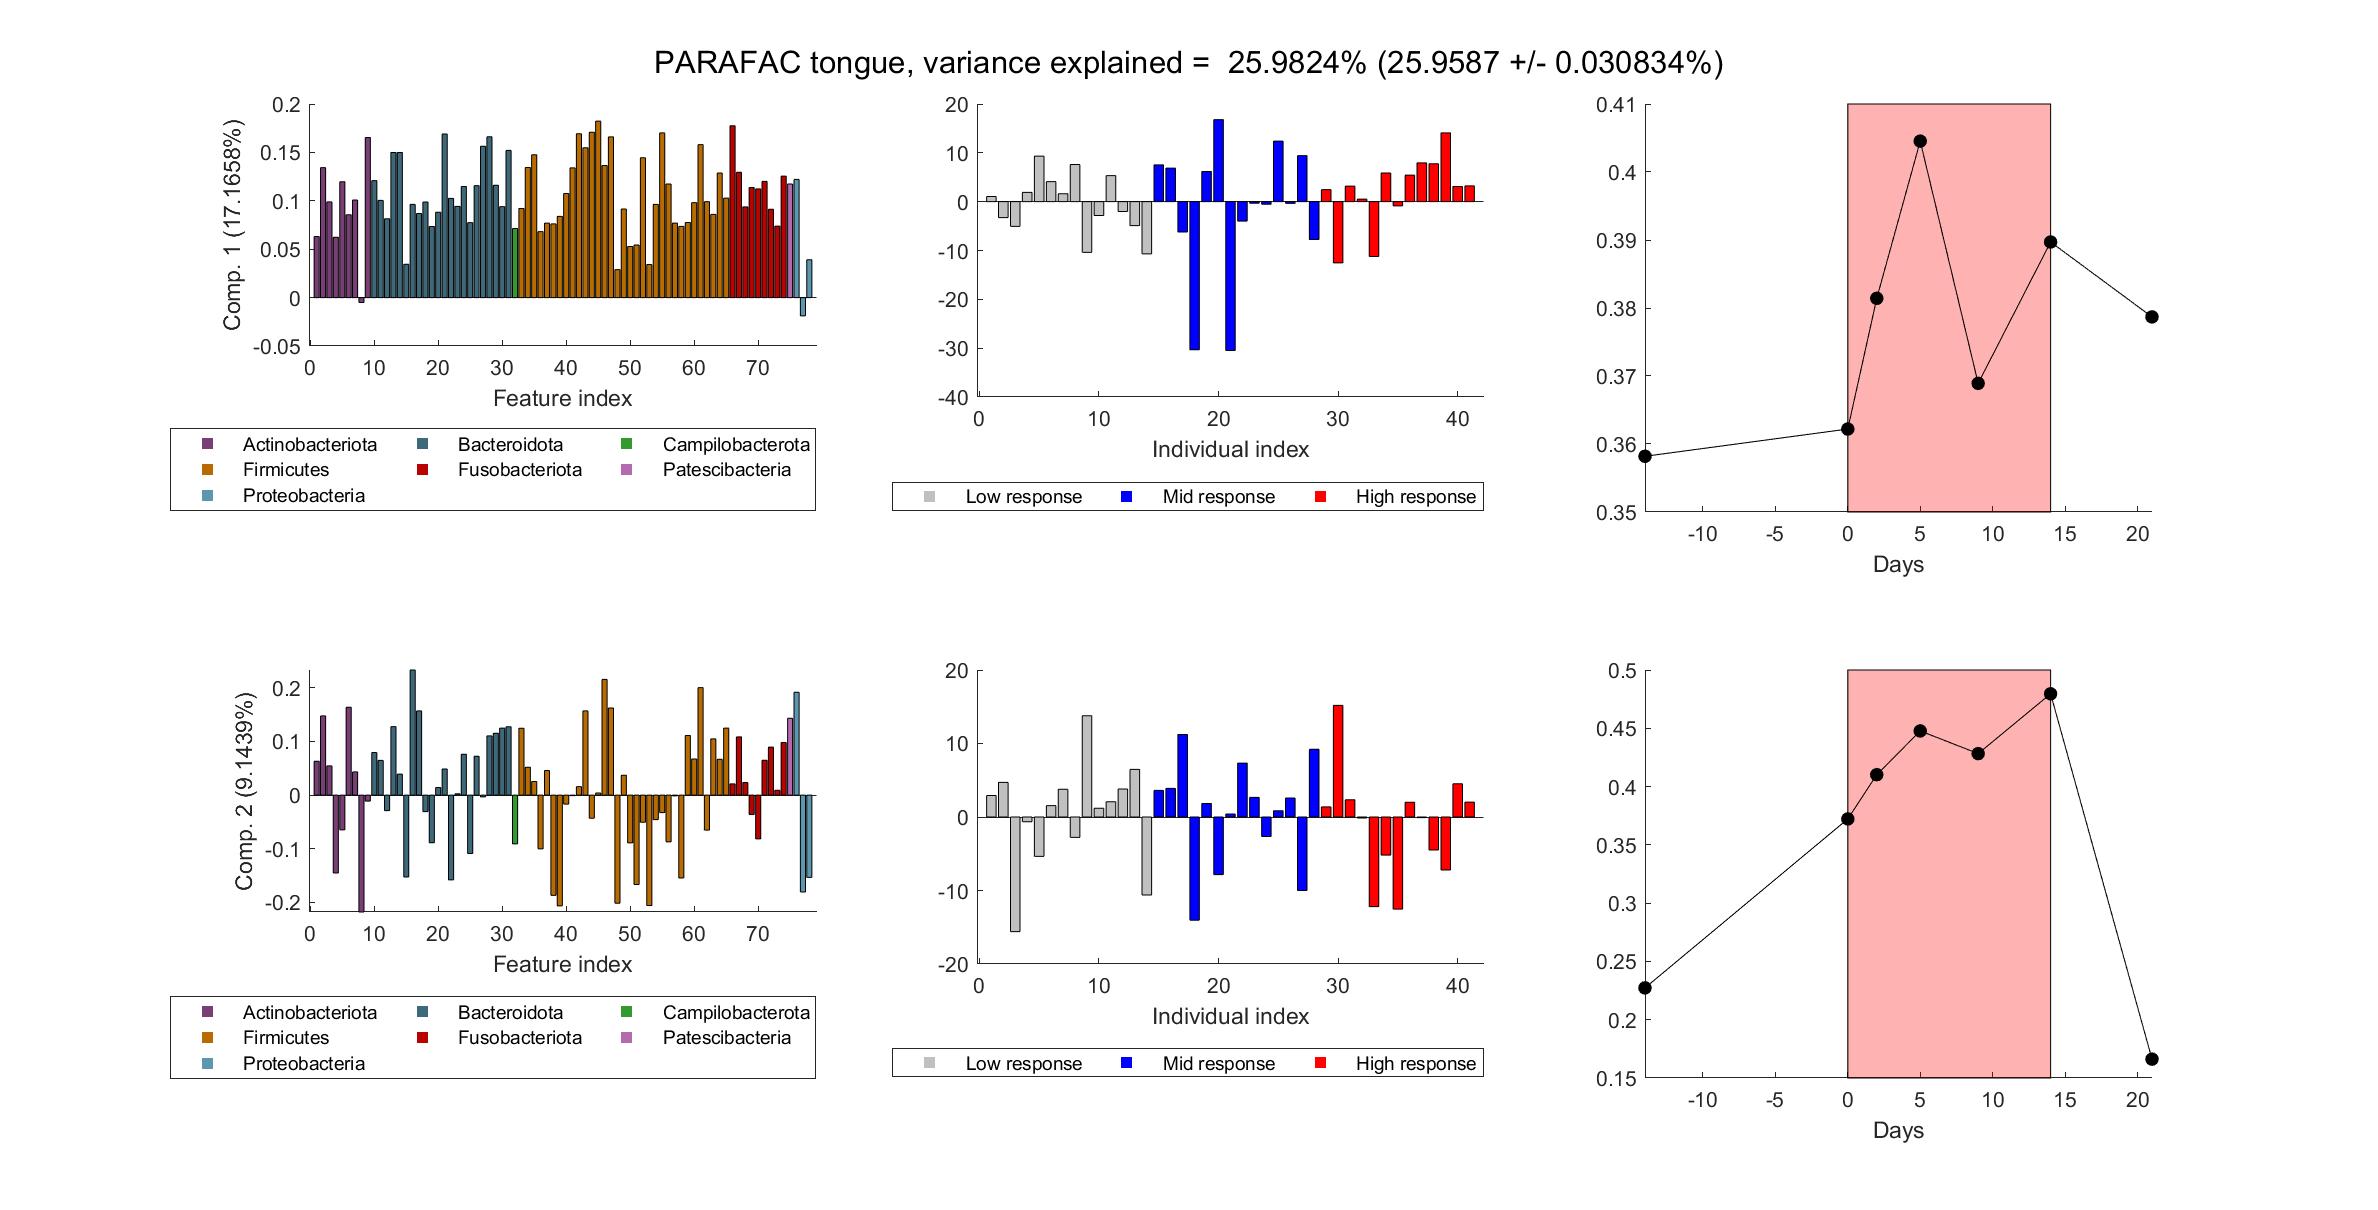 PARAFAC tongue, variance explained =  25.9824% (25.9587 +/- 0.030834%)
Comp. 1 (17.1658%)
0.2
0.15
0.1
0.05
0
-0.05
0 10 20 30 40 50 60 70
Feature index
Actinobacteriota Bacteroidota Campilobacterota
Firmicutes Fusobacteriota Patescibacteria
Proteobacteria
20
10
0
-10
-20
-30
-40
0 10 20 30 40
Individual index
Low response Mid response High response
0.41
0.4
0.39
0.38
0.37
0.36
0.35
-10 -5 0 5 10 15 20
Days
Comp. 2 (9.1439%)
0.2
0.1
0
-0.1
-0.2
0 10 20 30 40 50 60 70
Feature index
Actinobacteriota Bacteroidota Campilobacterota
Firmicutes Fusobacteriota Patescibacteria
Proteobacteria
20
10
0
-10
-20
0 10 20 30 40
Individual index
Low response Mid response High response
0.5
0.45
0.4
0.35
0.3
0.25
0.2
0.15
-10 -5 0 5 10 15 20
Days